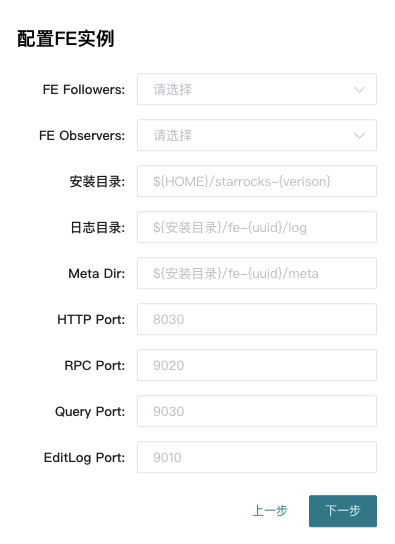 配置FE实例
FE Followers: 请选择
FE Observers: 请选择
安装目录: ${HOME}/starrocks-{verison}
日志目录: ${安装目录}/fe-{uuid}/log
Meta Dir: ${安装目录}/fe-{uuid}/meta
HTTP Port: 8030
RPC Port: 9020
Query Port: 9030
EditLog Port: 9010
上一步 下一步